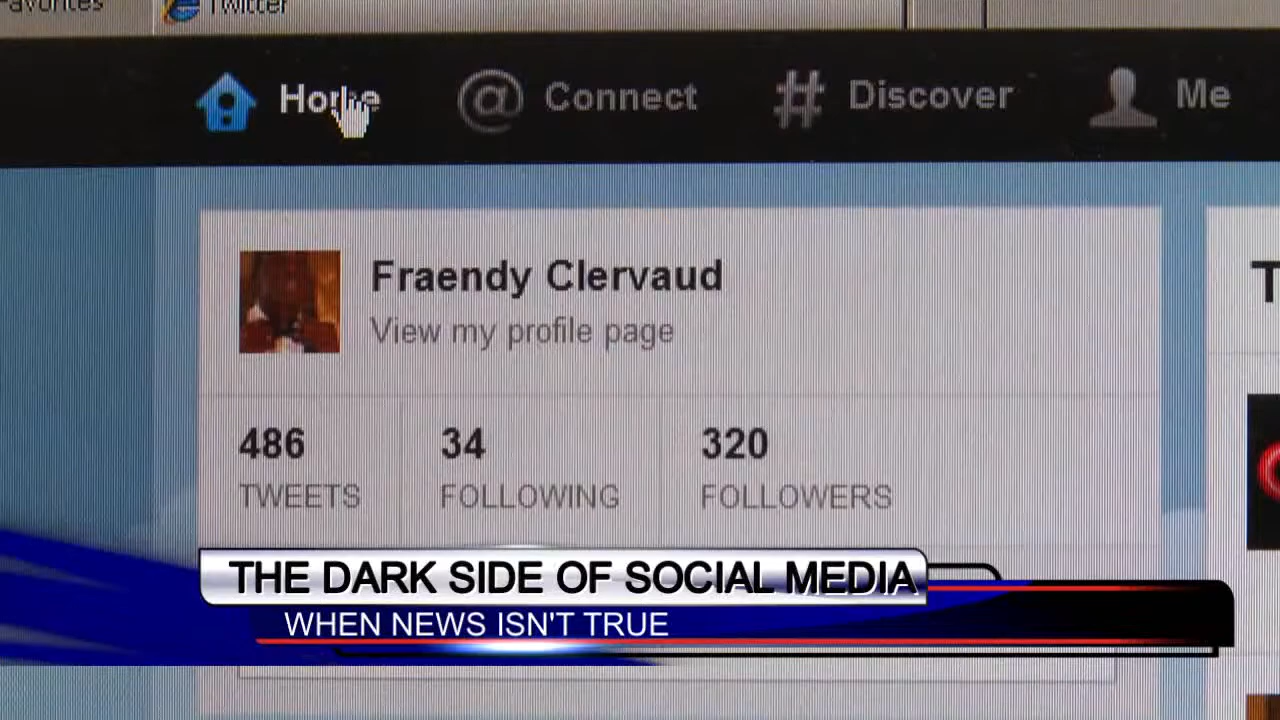 Favorites
Twitter
Home
@ Connect
# Discover
Me
Fraendy Clervaud
View my profile page
486
34
320
TWEETS
FOLLOWING
FOLLOWERS
THE DARK SIDE OF SOCIAL MEDIA
WHEN NEWS ISN'T TRUE